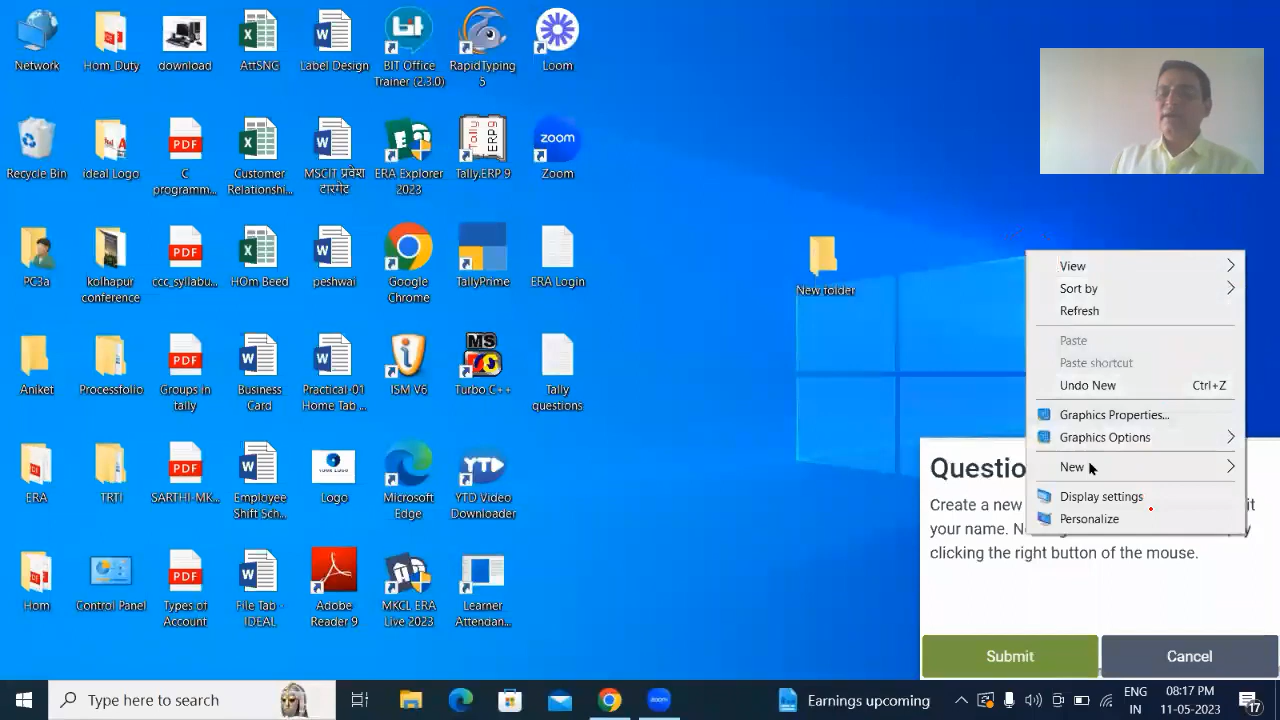 Network
Hom_Duty
download
AttSNG
Label Design
BIT Office
Trainer (2.3.0)
RapidTyping
5
Loom
Recycle Bin
ideal Logo
C
programm...
Customer
Relationshi...
MSCIT प्रवेश
टारगेट
ERA Explorer
2023
Tally.ERP 9
Zoom
PC3a
kolhapur
conference
ccc_syllabu...
HOm Beed
peshwai
Google
Chrome
TallyPrime
ERA Login
New folder
Aniket
Processfolio
Groups in
tally
Business
Card
Practical-01
Home Tab ...
ISM V6
Turbo C++
Tally
questions
ERA
TRTI
SARTHI-MK...
Employee
Shift Sch...
Logo
Microsoft
Edge
YTD Video
Downloader
Hom
Control Panel
Types of
Account
File Tab -
IDEAL
Adobe
Reader 9
MKCL ERA
Live 2023
Learner
Attendan...
View
Sort by
Refresh
Paste
Paste shortcut
Undo New Ctrl+Z
Graphics Properties...
Graphics Options
New
Display settings
Personalize
Questio
Create a new it
your name. N y
clicking the right button of the mouse.
Submit
Cancel
Type here to search
Earnings upcoming
ENG
IN
08:17 PM
11-05-2023
17